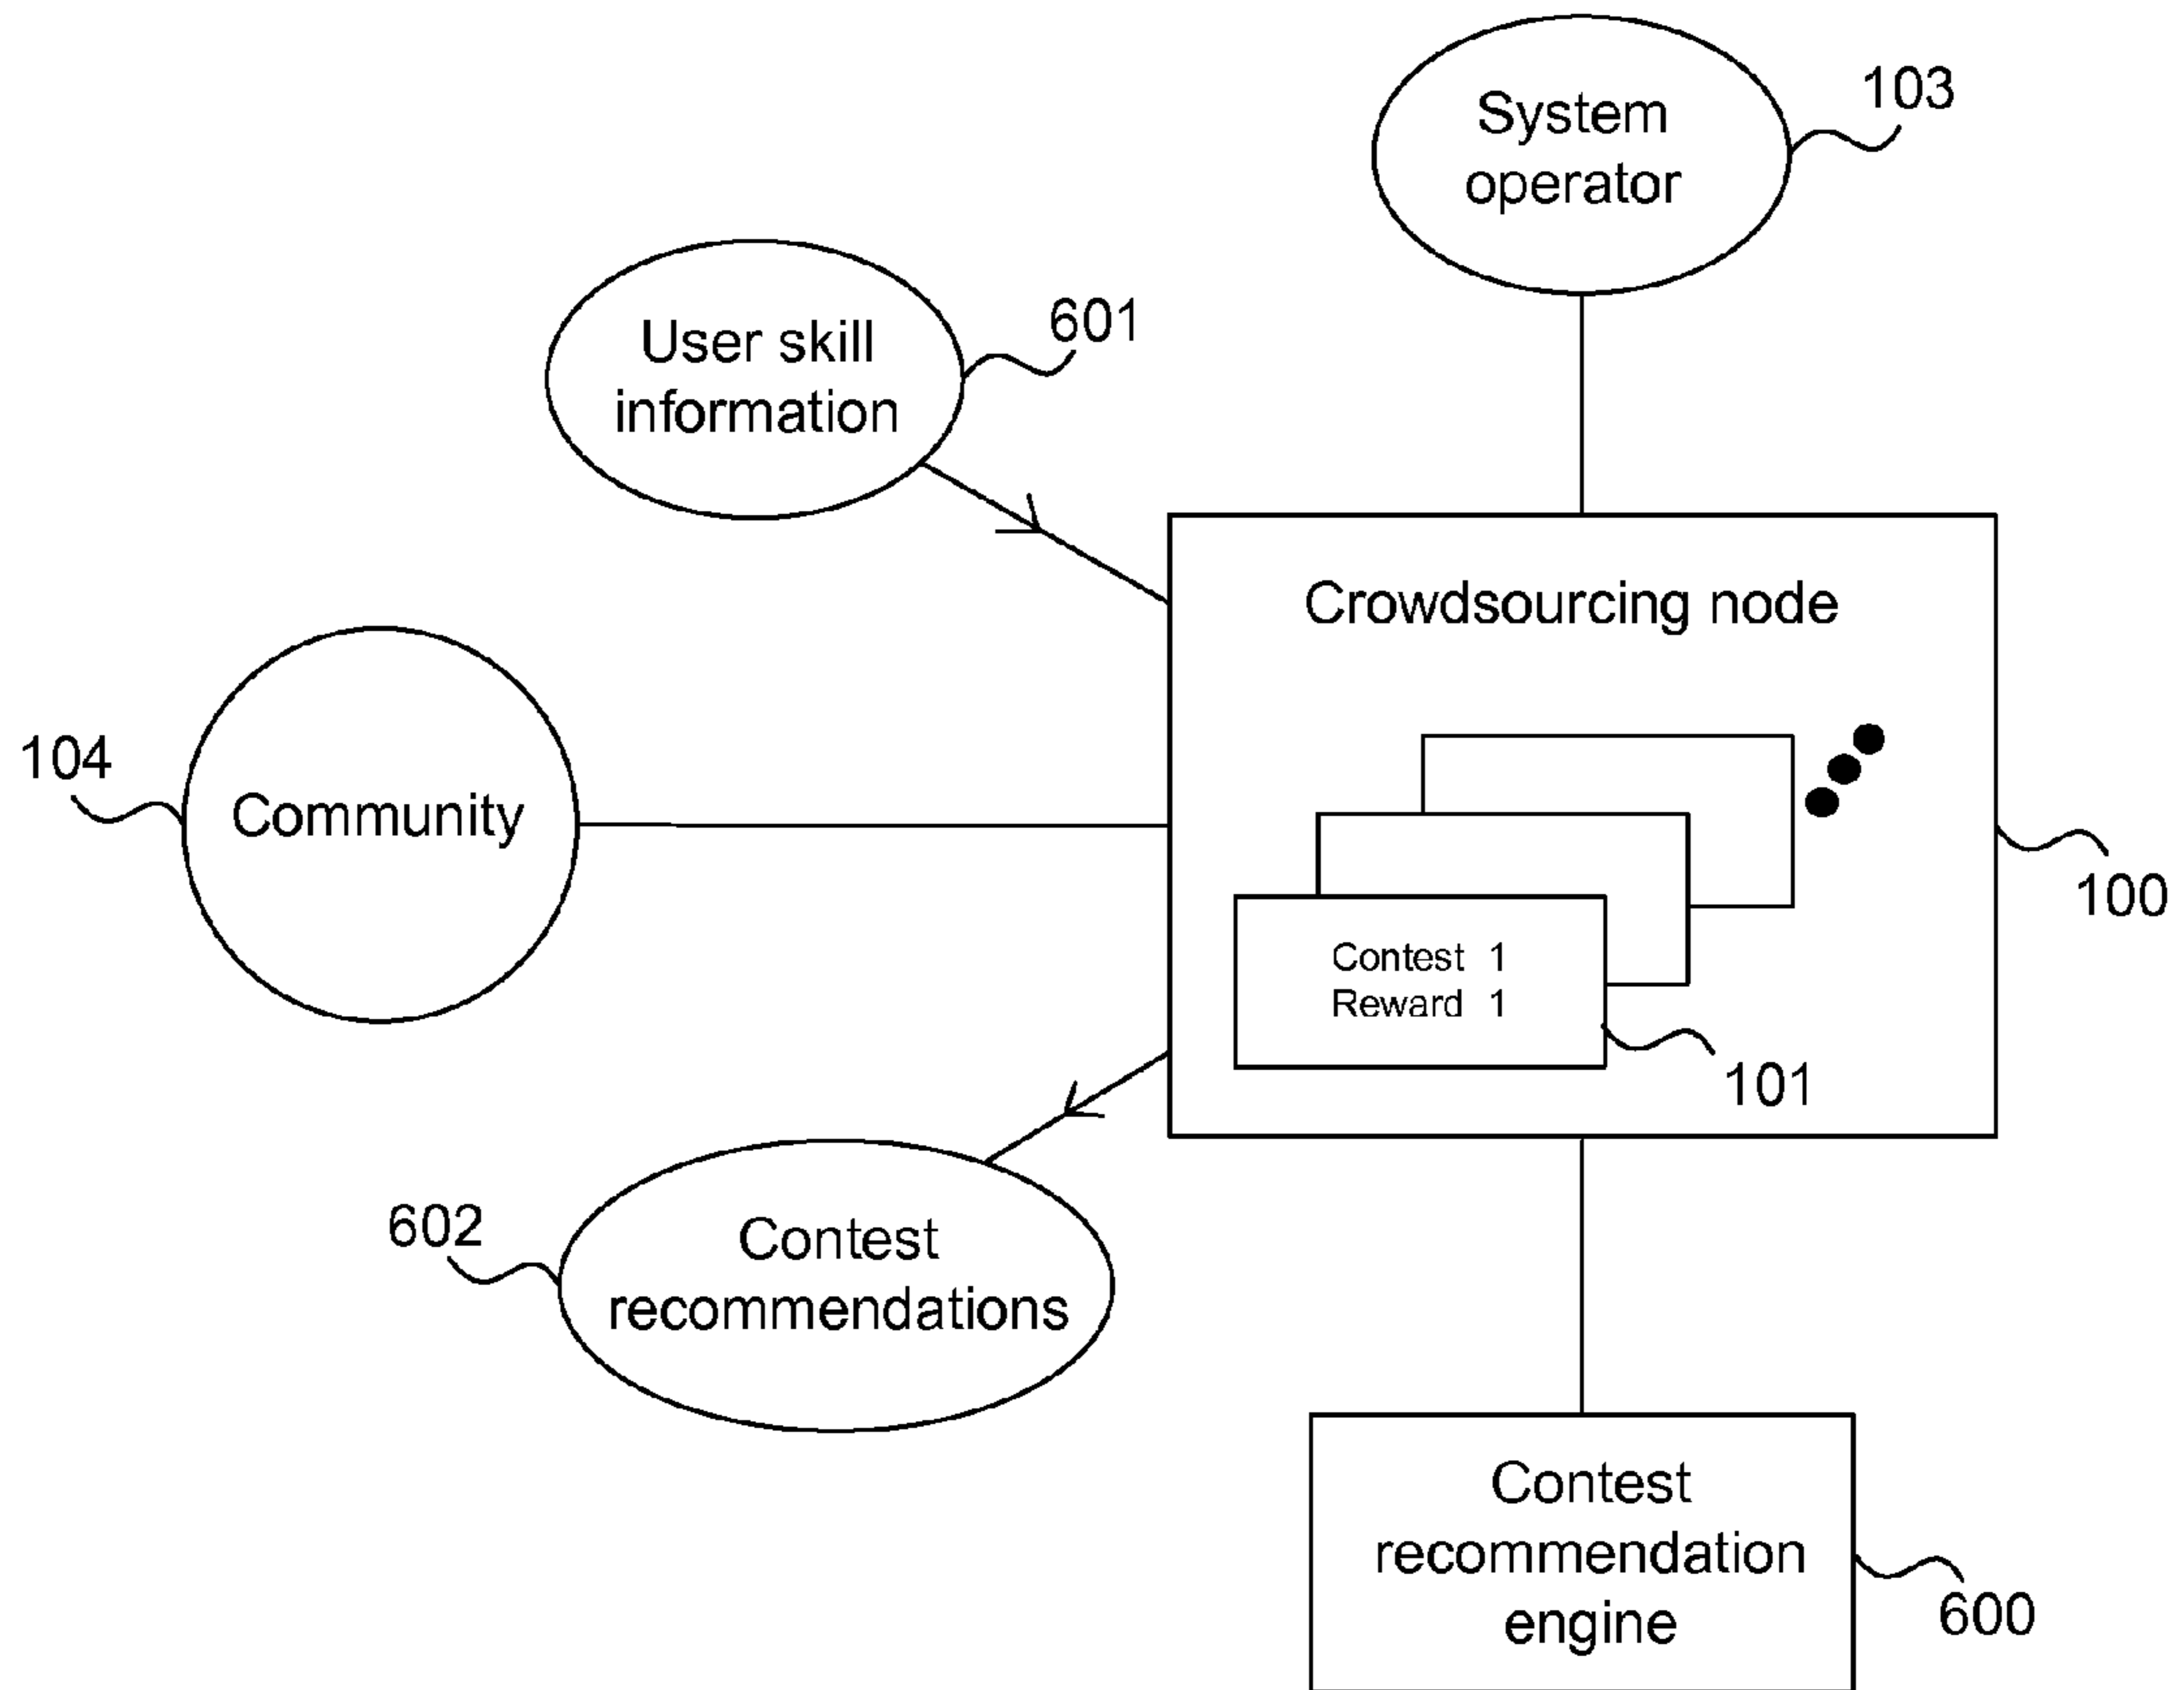 System
operator
103
User skill
information
601
Crowdsourcing node
104
Community
100
Contest 1
Reward 1
101
602
Contest
recommendations
Contest
recommendation
engine
600